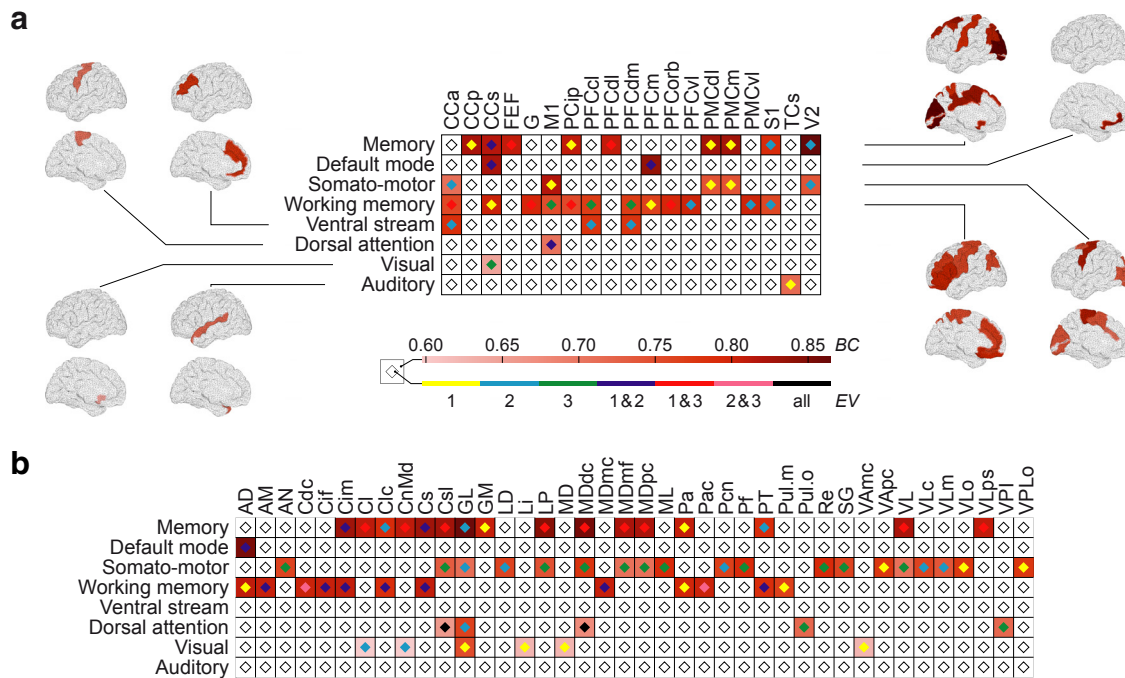 a
CCa CCp CCs FEF G M1 PCip PFCcl PFCdl PFCdm PFCm PFCorb PFCvl PMCdl PMCm PMCvl S1 TCs V2
Memory
Default mode
Somato-motor
Working memory
Ventral stream
Dorsal attention
Visual
Auditory
0.60 0.65 0.70 0.75 0.80 0.85 BC
1 2 3 1 & 2 1 & 3 2 & 3 all EV
b
AD AM AN Cdc Cif Cim Cl Clc CnMd Cs Csl GL GM LD Li LP MD MDdc MDmc MDmf MDpc ML Pa Pac Pcn Pf PT Pul.m Pul.o Re SG VAmc VApc VL VLc VLm VLo VLps VPl VPLo
Memory
Default mode
Somato-motor
Working memory
Ventral stream
Dorsal attention
Visual
Auditory